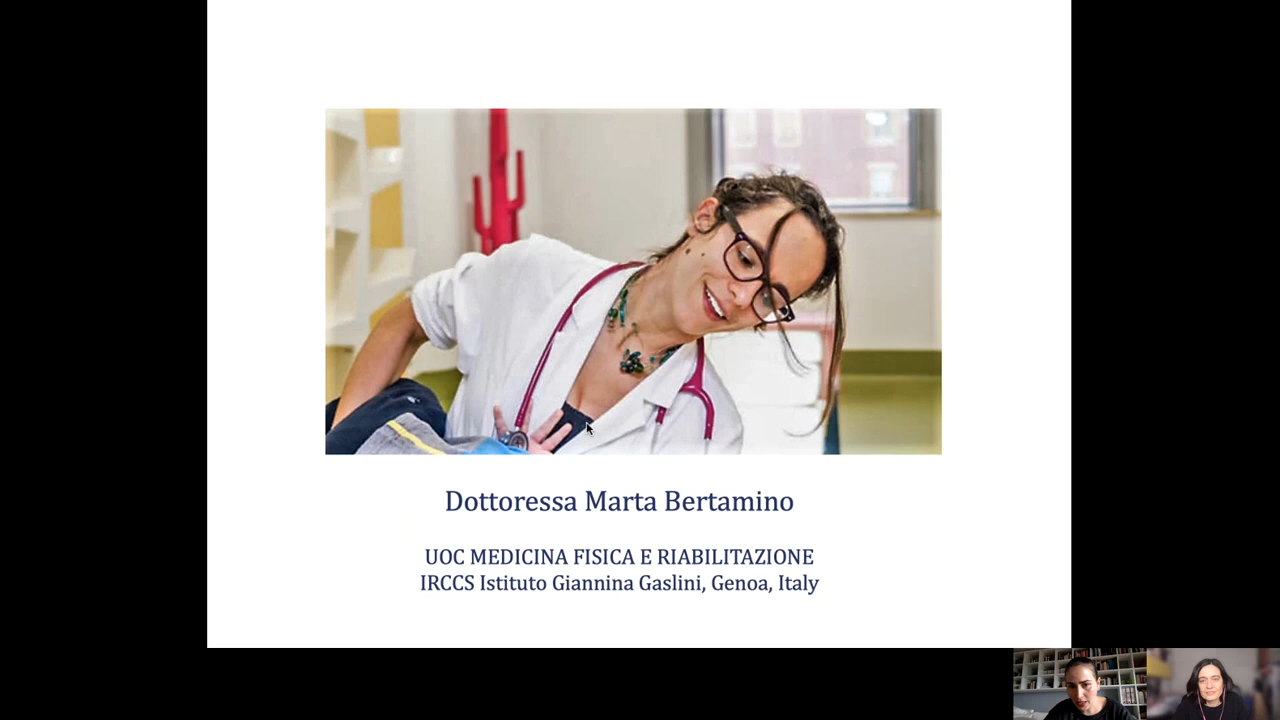 Dottoressa Marta Bertamino
UOC MEDICINA FISICA E RIABILITAZIONE
IRCCS Istituto Giannina Gaslini, Genoa, Italy